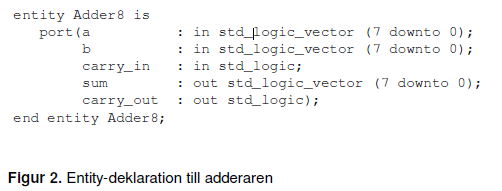 entity Adder8 is
port(a : in std_logic_vector (7 downto 0);
b : in std_logic_vector (7 downto 0);
carry_in : in std_logic;
sum : out std_logic_vector (7 downto 0);
carry_out : out std_logic);
end entity Adder8;
Figur 2. Entity-deklaration till adderaren